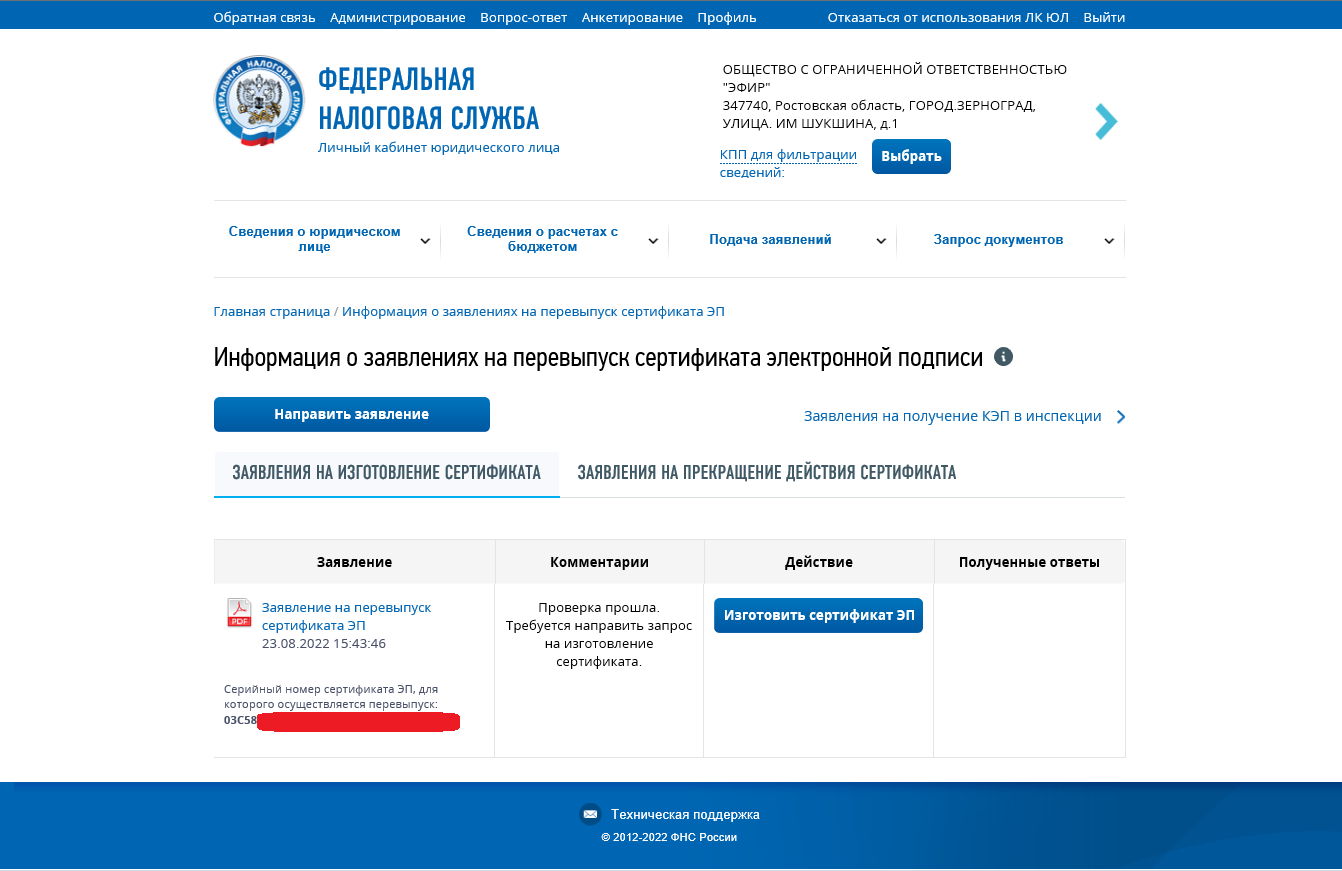 Обратная связь Администрирование Вопрос-ответ Анкетирование Профиль Отказаться от использования ЛК ЮЛ Выйти
ФЕДЕРАЛЬНАЯ НАЛОГОВАЯ СЛУЖБА
ФЕДЕРАЛЬНАЯ
НАЛОГОВАЯ СЛУЖБА
Личный кабинет юридического лица
ОБЩЕСТВО С ОГРАНИЧЕННОЙ ОТВЕТСТВЕННОСТЬЮ
"ЭФИР"
347740, Ростовская область, ГОРОД.ЗЕРНОГРАД,
УЛИЦА. ИМ ШУКШИНА, д.1
КПП для фильтрации
сведений:
Выбрать
Сведения о юридическом
лице
Сведения о расчетах с
бюджетом
Подача заявлений
Запрос документов
Главная страница / Информация о заявлениях на перевыпуск сертификата ЭП
Информация о заявлениях на перевыпуск сертификата электронной подписи
Направить заявление
Заявления на получение КЭП в инспекции
ЗАЯВЛЕНИЯ НА ИЗГОТОВЛЕНИЕ СЕРТИФИКАТА
ЗАЯВЛЕНИЯ НА ПРЕКРАЩЕНИЕ ДЕЙСТВИЯ СЕРТИФИКАТА
Заявление Комментарии Действие Полученные ответы
PDF
Заявление на перевыпуск
сертификата ЭП
23.08.2022 15:43:46
Серийный номер сертификата ЭП, для
которого осуществляется перевыпуск:
03C58
Проверка прошла.
Требуется направить запрос
на изготовление
сертификата.
Изготовить сертификат ЭП
Техническая поддержка
© 2012-2022 ФНС России